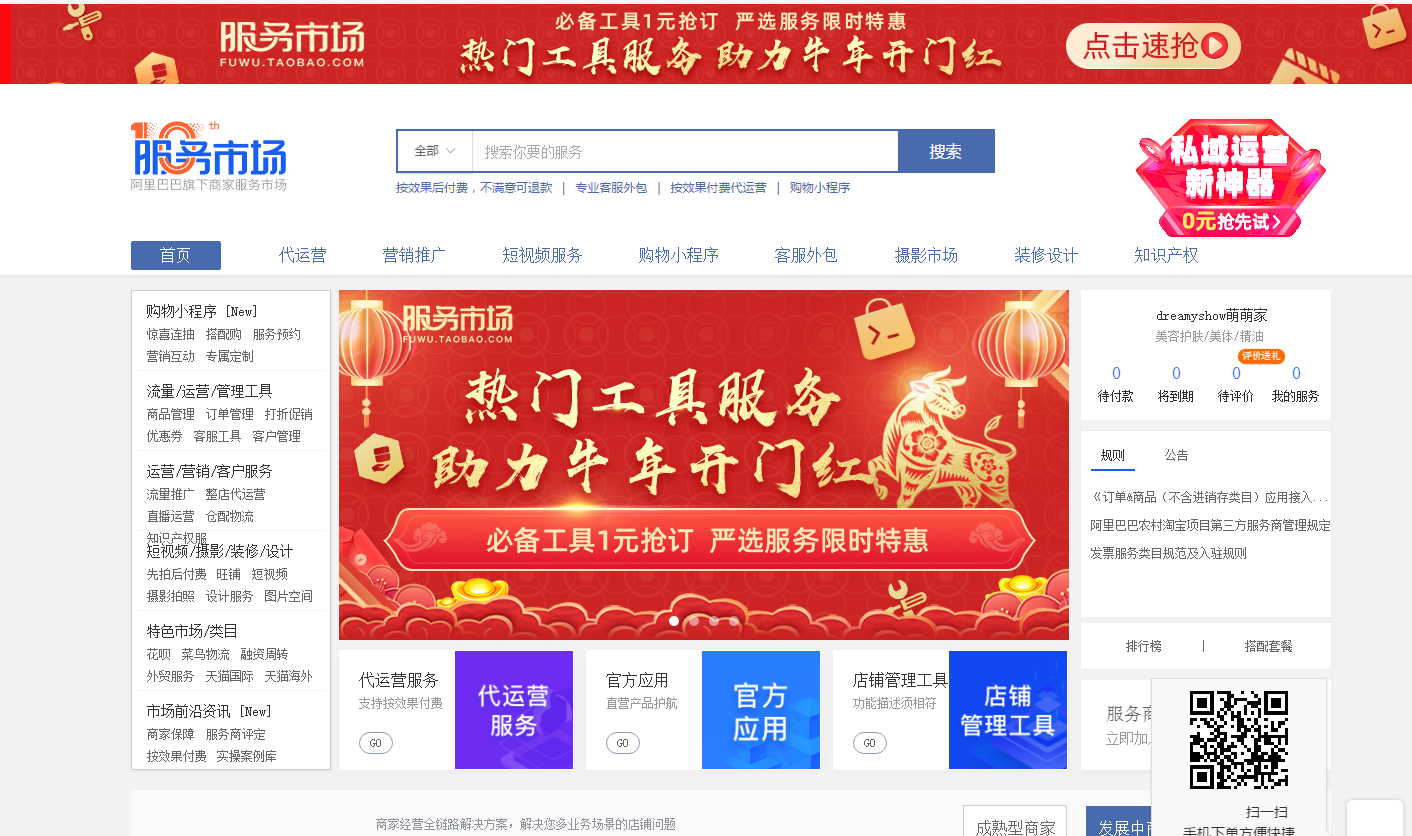 服务市场
FUWU.TAOBAO.COM
必备工具1元抢订 严选服务限时特惠
热门工具服务 助力牛年开门红
点击速抢
10th
服务市场
阿里巴巴旗下商家服务市场
全部
搜索你要的服务
搜索
按效果后付费，不满意可退款 | 专业客服外包 | 按效果付费代运营 | 购物小程序
私域运营
新神器
0元抢先试>
首页 代运营 营销推广 短视频服务 购物小程序 客服外包 摄影市场 装修设计 知识产权
购物小程序 [New]
惊喜连抽 搭配购 服务预约
营销互动 专属定制
流量/运营/管理工具
商品管理 订单管理 打折促销
优惠券 客服工具 客户管理
运营/营销/客户服务
流里推广 整店代运营
直播运营 仓配物流
知识产权服
短视频/摄影/装修/设计
先拍后付费 旺铺 短视频
摄影拍照 设计服务 图片空间
特色市场/类目
花呗 菜鸟物流 融资周转
外贸服务 天猫国际 天猫海外
市场前沿资讯 [New]
商家保障 服务商评定
按效果付费 实操案例库
服务市场
FUWU.TAOBAO.COM
热门工具服务
助力牛年开门红
必备工具1元抢订 严选服务限时特惠
代运营服务
支持按效果付费
GO
代运营
服务
官方应用
直营产品护航
GO
官方
应用
店铺管理工具
功能描述须相符
GO
店铺
管理工具
dreamyshow萌萌家
美容护肤/美体/精油
评价送礼
0 0 0 0
待付款 将到期 待评价 我的服务
规则 公告
《订单&商品（不含进销存类目）应用接入...
阿里巴巴农村淘宝项目第三方服务商管理规定
发票服务类目规范及入驻规则
排行榜 | 搭配套餐
服务商
立即加
扫一扫
手机下单方便快捷
商家经营全链路解决方案，解决您多业务场景的店铺问题
成熟型商家
发展中商